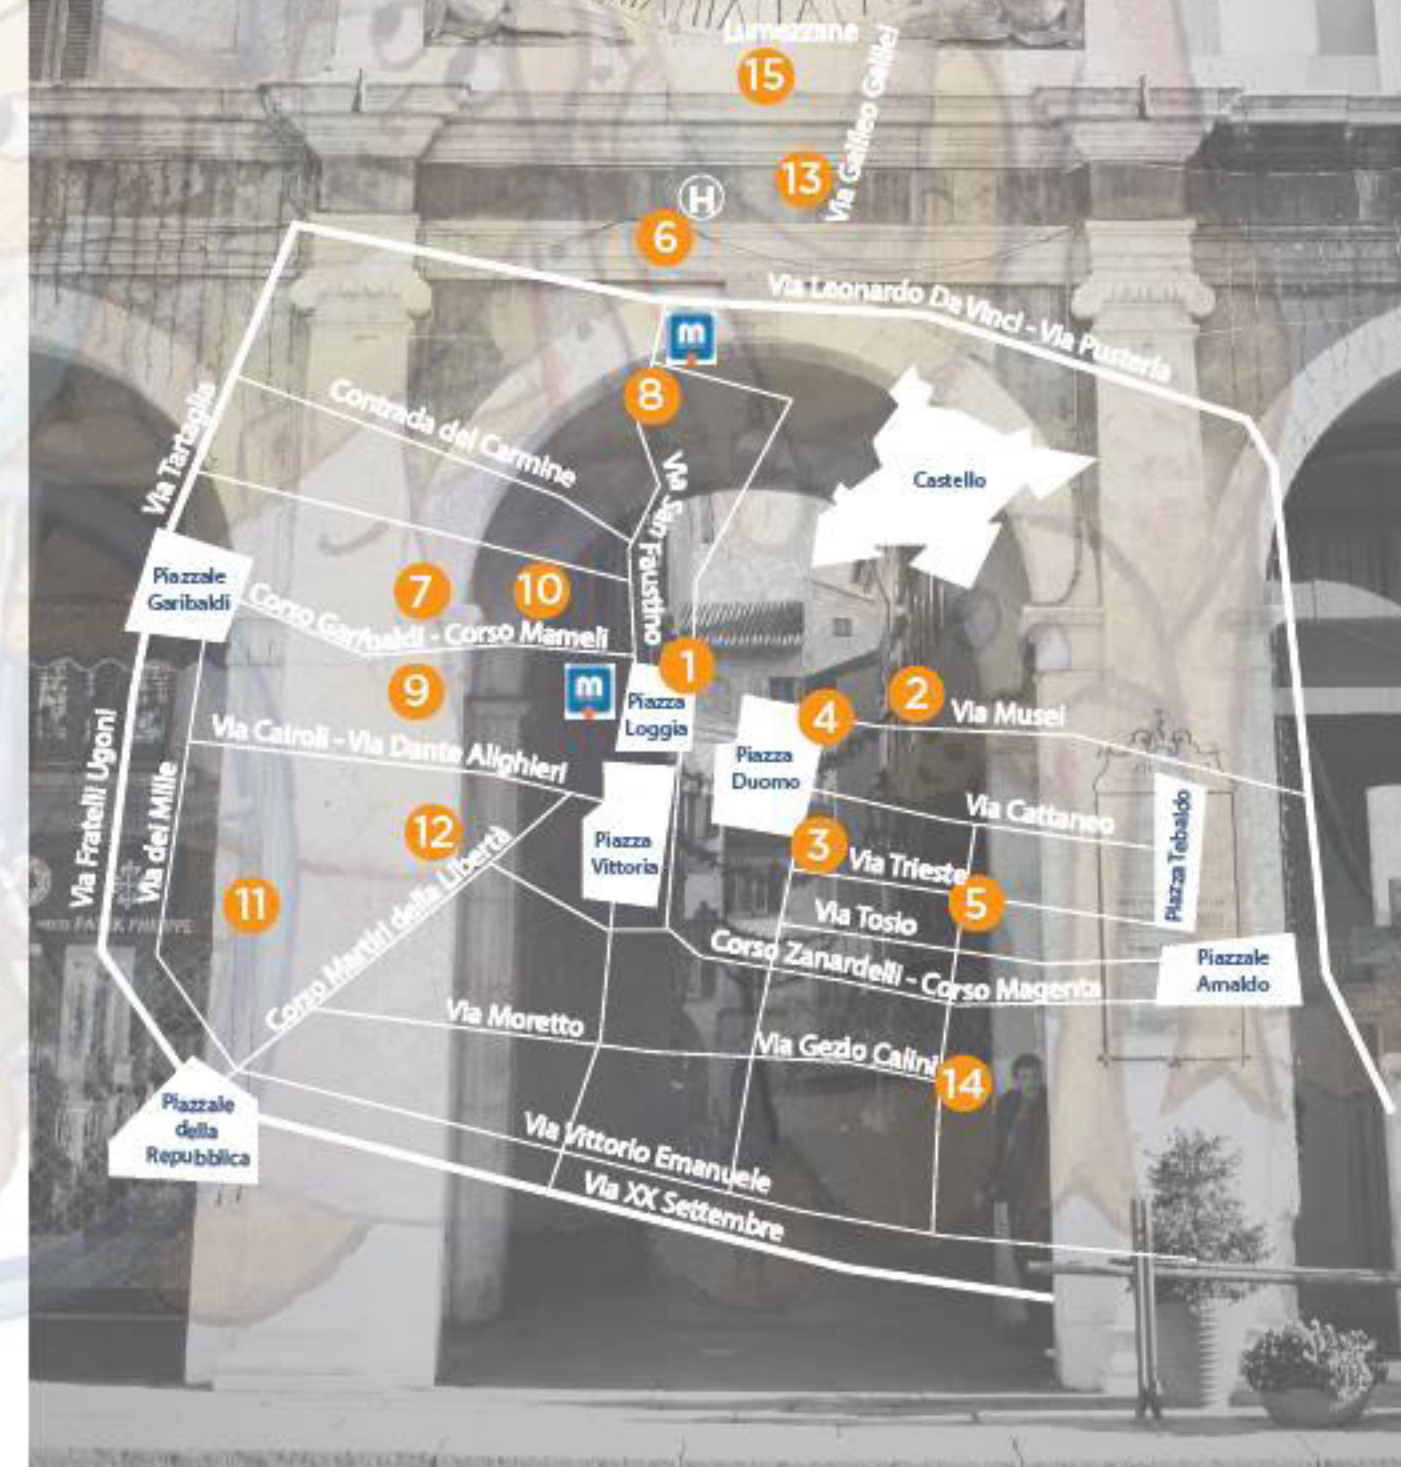 Lumezzane
15
Via Galileo Galilei
13
H
6
Via Leonardo Da Vinci - Via Pusterla
m
8
Contrada del Carmine
Via Tartaglia
Via San Faustino
Castello
Piazzale
Garibaldi
7
10
Corso Garibaldi - Corso Mameli
1
9
m
Piazza
Loggia
2
4
Via Musei
Via Cairoli - Via Dante Alighieri
Piazza
Duomo
Via Fratelli Ugoni
Via dei Mille
12
Piazza
Vittoria
3
Via Cattaneo
Piazza Tebaldo
Via Trieste
5
11
Via Tosio
Corso Martiri della Libertà
Corso Zanardelli - Corso Magenta
Piazzale
Arnaldo
Via Moretto
Via Gezio Calini
14
Piazzale
della
Repubblica
Via Vittorio Emanuele
Via XX Settembre